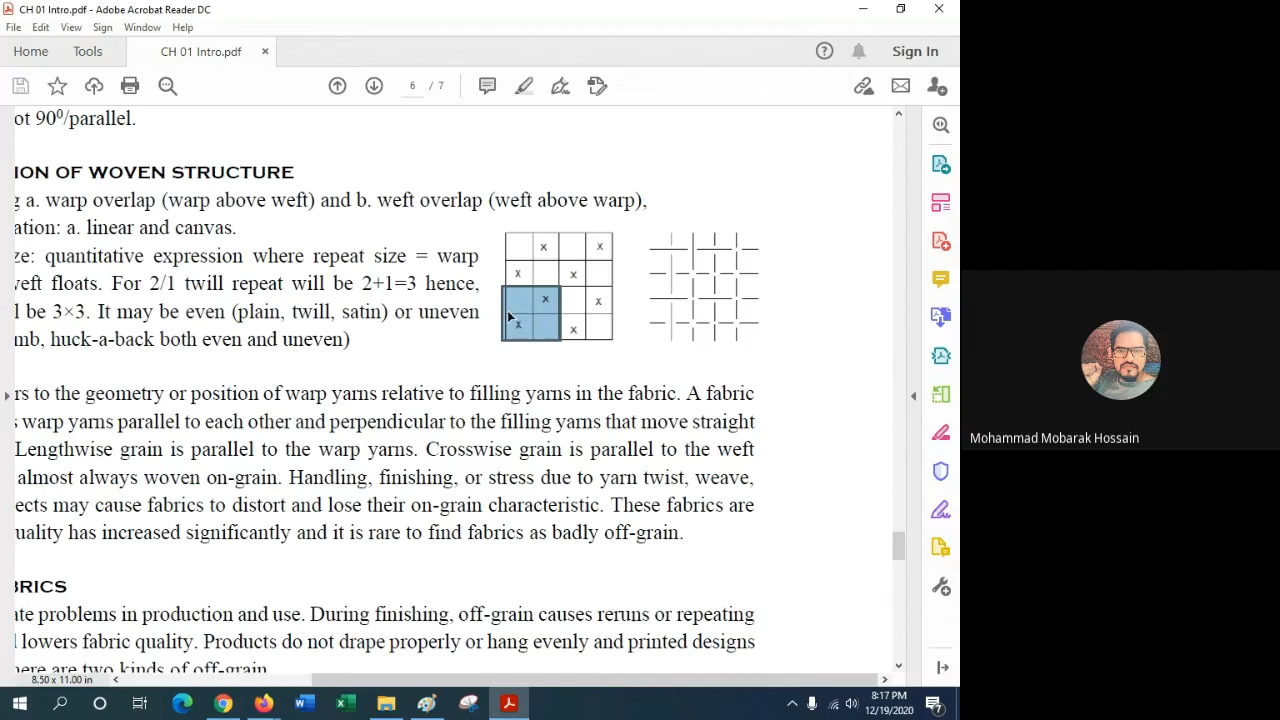 CH 01 Intro.pdf - Adobe Acrobat Reader DC
File Edit View Sign Window Help
Home Tools CH 01 Intro.pdf × Sign In
6 / 7
ot 90⁰/parallel.
ION OF WOVEN STRUCTURE
g a. warp overlap (warp above weft) and b. weft overlap (weft above warp),
ation: a. linear and canvas.
ze: quantitative expression where repeat size = warp
veft floats. For 2/1 twill repeat will be 2+1=3 hence,
l be 3×3. It may be even (plain, twill, satin) or uneven
mb, huck-a-back both even and uneven)
x x
x x
x x
x x
rs to the geometry or position of warp yarns relative to filling yarns in the fabric. A fabric
s warp yarns parallel to each other and perpendicular to the filling yarns that move straight
Lengthwise grain is parallel to the warp yarns. Crosswise grain is parallel to the weft
almost always woven on-grain. Handling, finishing, or stress due to yarn twist, weave,
ects may cause fabrics to distort and lose their on-grain characteristic. These fabrics are
uality has increased significantly and it is rare to find fabrics as badly off-grain.
BRICS
ate problems in production and use. During finishing, off-grain causes reruns or repeating
d lowers fabric quality. Products do not drape properly or hang evenly and printed designs
here are two kinds of off-grain
8.50 x 11.00 in
8:17 PM
12/19/2020
7
Mohammad Mobarak Hossain